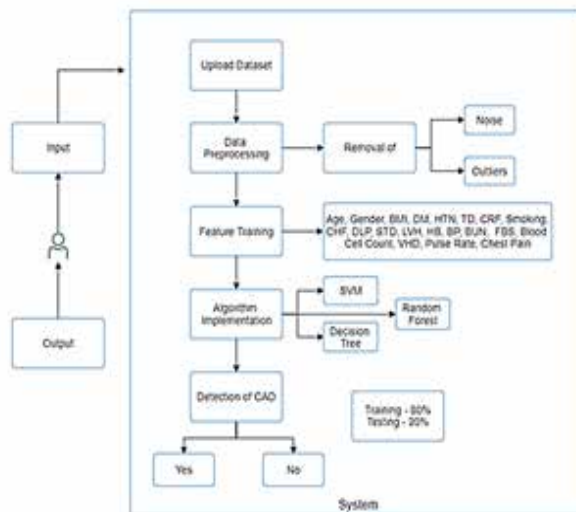 Upload Dataset
Input
Data
Preprocessing
Removal of
Noise
Outliers
Feature Training
Age, Gender, BMI, DM, HTN, TD, CRF, Smoking,
CHF, DLP, STD, LVH, HB, BP, BUN, FBS, Blood
Cell Count, VHD, Pulse Rate, Chest Pain
Algorithm
Implementation
SVM
Random
Forest
Decision
Tree
Output
Detection of CAD
Training - 80%
Testing - 20%
Yes
No
System